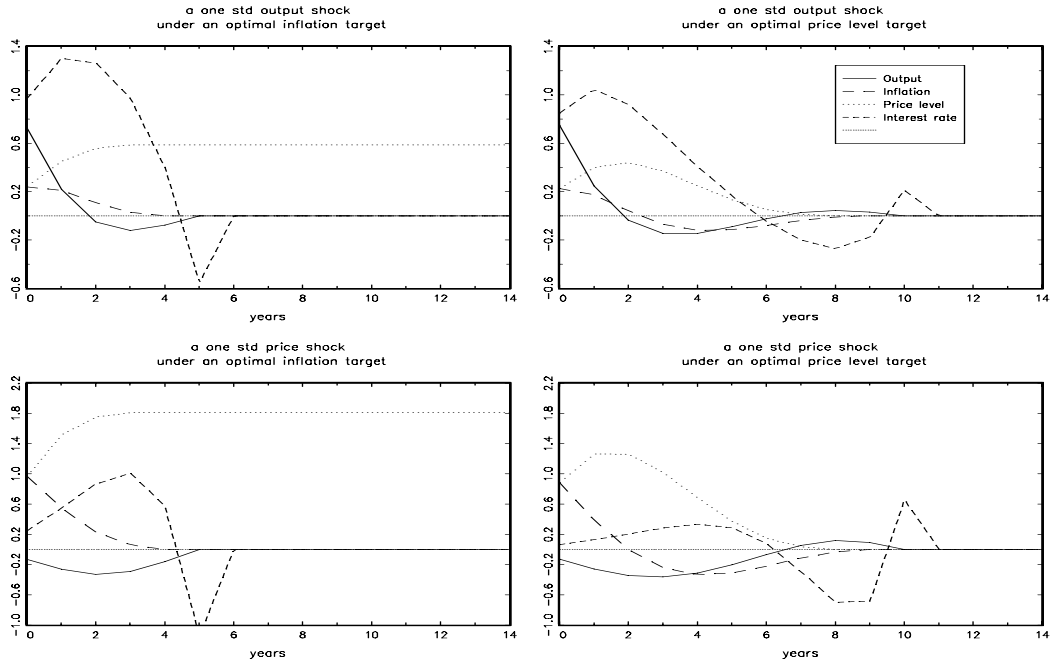 a one std output shock
under an optimal inflation target
1.4
1.0
0.6
0.2
-0.2
-0.6
0 2 4 6 8 10 12 14
years
a one std output shock
under an optimal price level target
Output
Inflation
Price level
Interest rate
1.4
1.0
0.6
0.2
-0.2
-0.6
0 2 4 6 8 10 12 14
years
a one std price shock
under an optimal inflation target
2.2
1.8
1.4
1.0
0.6
0.2
-0.2
-0.6
-1.0
0 2 4 6 8 10 12 14
years
a one std price shock
under an optimal price level target
2.2
1.8
1.4
1.0
0.6
0.2
-0.2
-0.6
-1.0
0 2 4 6 8 10 12 14
years